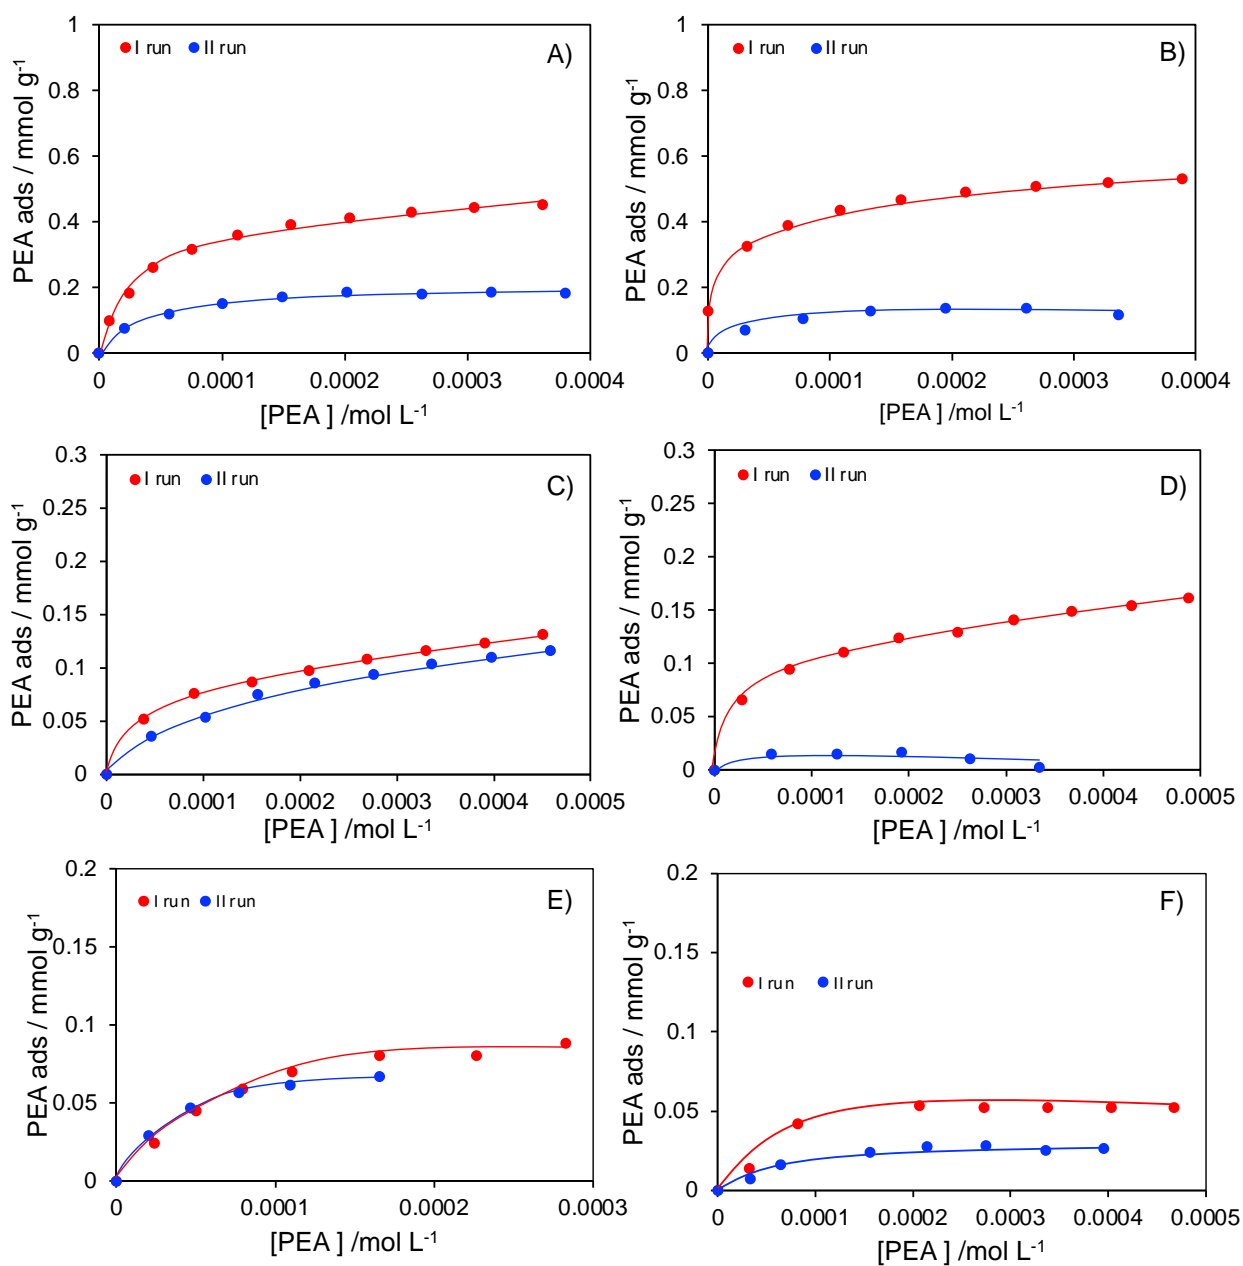 A)
I run II run
PEA ads / mmol g-1
1
0.8
0.6
0.4
0.2
0
0 0.0001 0.0002 0.0003 0.0004
[PEA ] /mol L-1
B)
I run II run
PEA ads / mmol g-1
1
0.8
0.6
0.4
0.2
0
0 0.0001 0.0002 0.0003 0.0004
[PEA ] /mol L-1
C)
I run II run
PEA ads / mmol g-1
0.3
0.25
0.2
0.15
0.1
0.05
0
0 0.0001 0.0002 0.0003 0.0004 0.0005
[PEA ] /mol L-1
D)
I run II run
PEA ads / mmol g-1
0.3
0.25
0.2
0.15
0.1
0.05
0
0 0.0001 0.0002 0.0003 0.0004 0.0005
[PEA ] /mol L-1
E)
I run II run
PEA ads / mmol g-1
0.2
0.15
0.1
0.05
0
0 0.0001 0.0002 0.0003
[PEA ] /mol L-1
F)
I run II run
PEA ads / mmol g-1
0.2
0.15
0.1
0.05
0
0 0.0001 0.0002 0.0003 0.0004 0.0005
[PEA ] /mol L-1